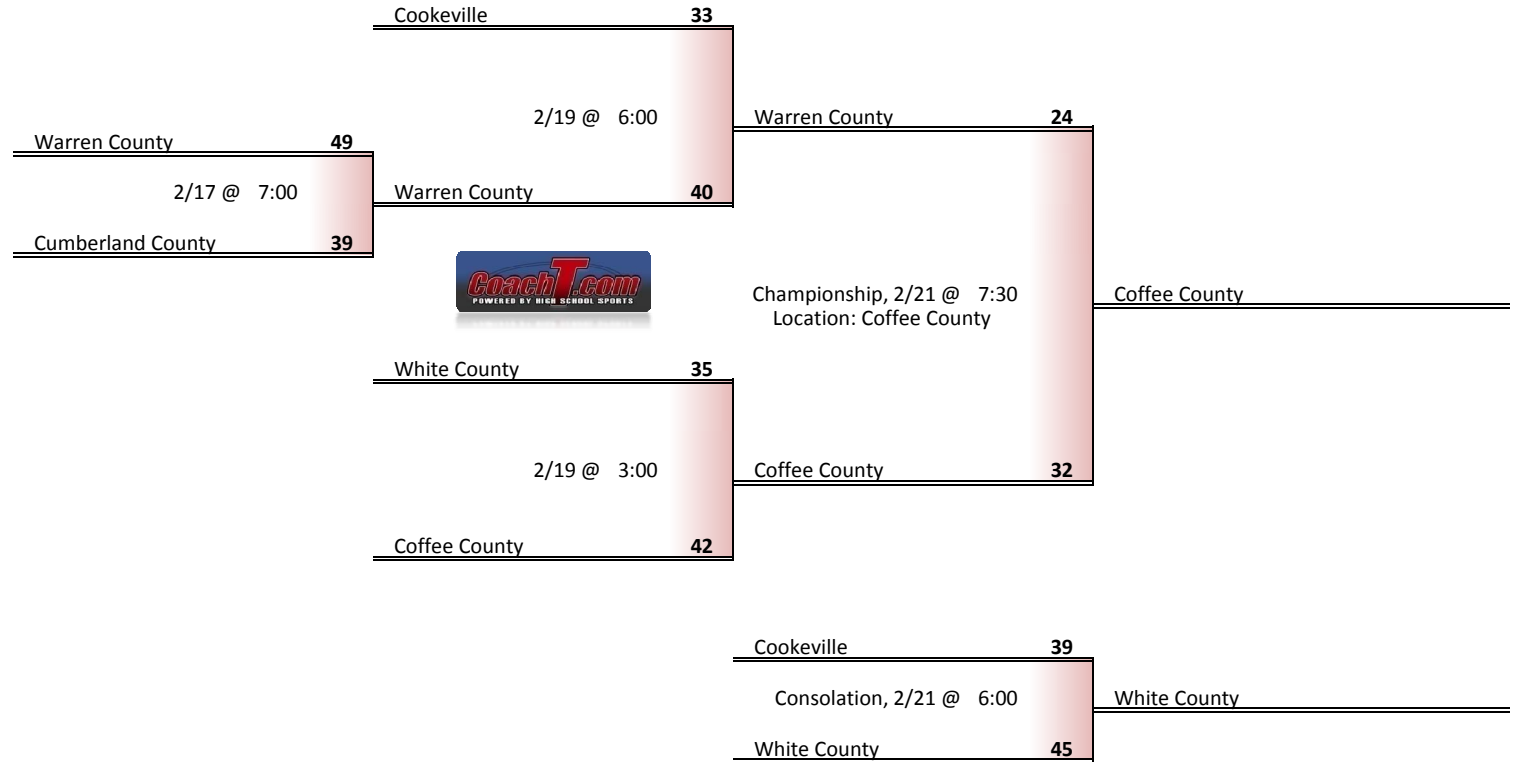 Cookeville 33
2/19 @ 6:00
Warren County 24
Warren County 49
2/17 @ 7:00
Warren County 40
Cumberland County 39
CoachT.com
POWERED BY HIGH SCHOOL SPORTS
Championship, 2/21 @ 7:30
Location: Coffee County
Coffee County
White County 35
2/19 @ 3:00
Coffee County 32
Coffee County 42
Cookeville 39
Consolation, 2/21 @ 6:00
White County
White County 45